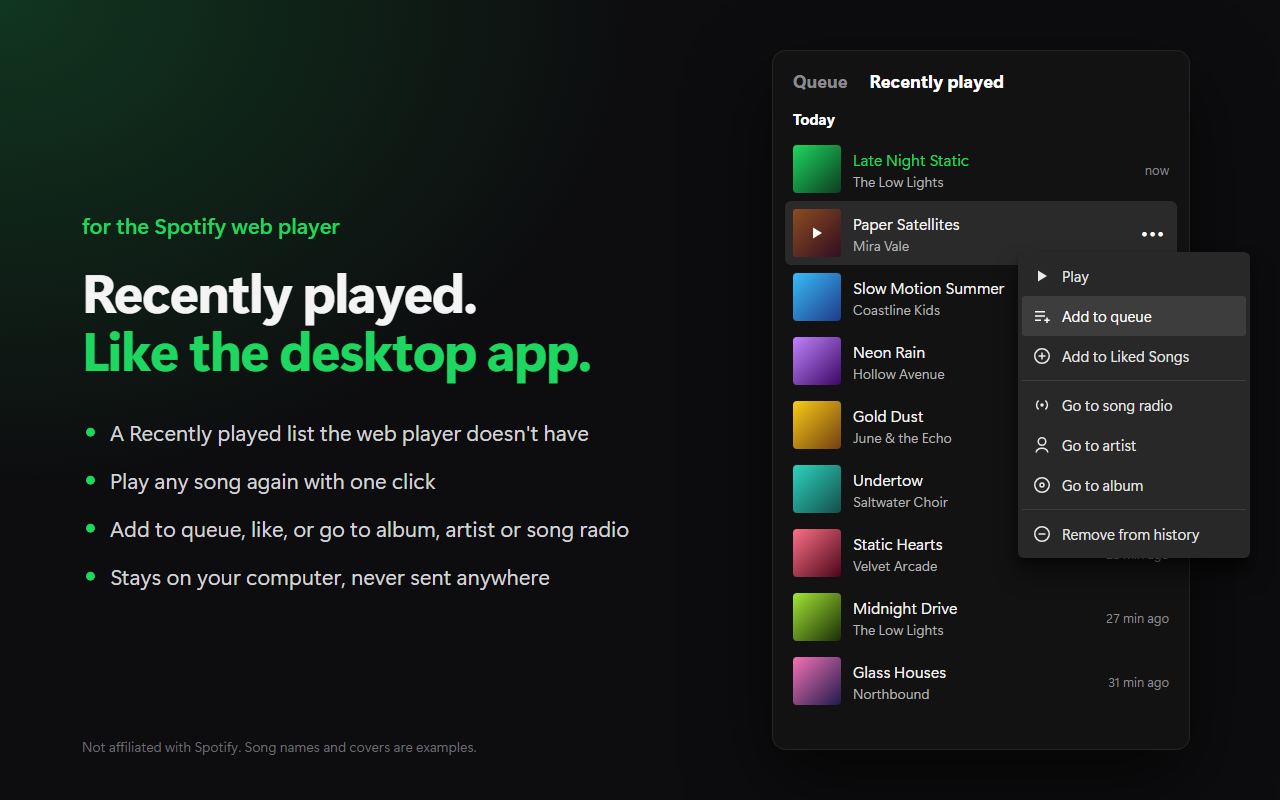 for the Spotify web player
Recently played.
Like the desktop app.
A Recently played list the web player doesn't have
Play any song again with one click
Add to queue, like, or go to album, artist or song radio
Stays on your computer, never sent anywhere
Not affiliated with Spotify. Song names and covers are examples.
Queue Recently played
Today
Late Night Static
The Low Lights
now
Paper Satellites
Mira Vale
Slow Motion Summer
Coastline Kids
Neon Rain
Hollow Avenue
Gold Dust
June & the Echo
Undertow
Saltwater Choir
Static Hearts
Velvet Arcade
Midnight Drive
The Low Lights
27 min ago
Glass Houses
Northbound
31 min ago
Play
Add to queue
Add to Liked Songs
Go to song radio
Go to artist
Go to album
Remove from history